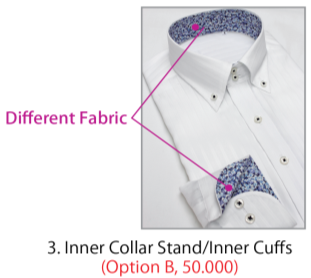 Different Fabric
3. Inner Collar Stand/Inner Cuffs
(Option B, 50.000)